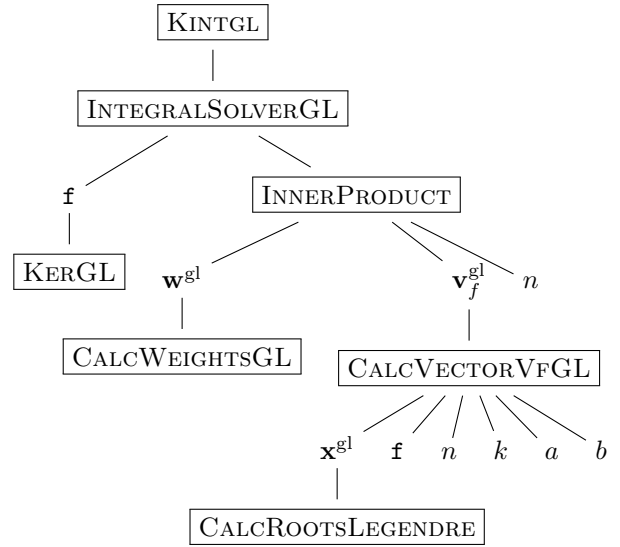 KINTGL
INTEGRALSOLVERGL
f INNERPRODUCT
KERGL w^gl v_f^gl n
CALCWEIGHTSGL CALCVECTORVFGL
x^gl f n k a b
CALCROOTSLEGENDRE